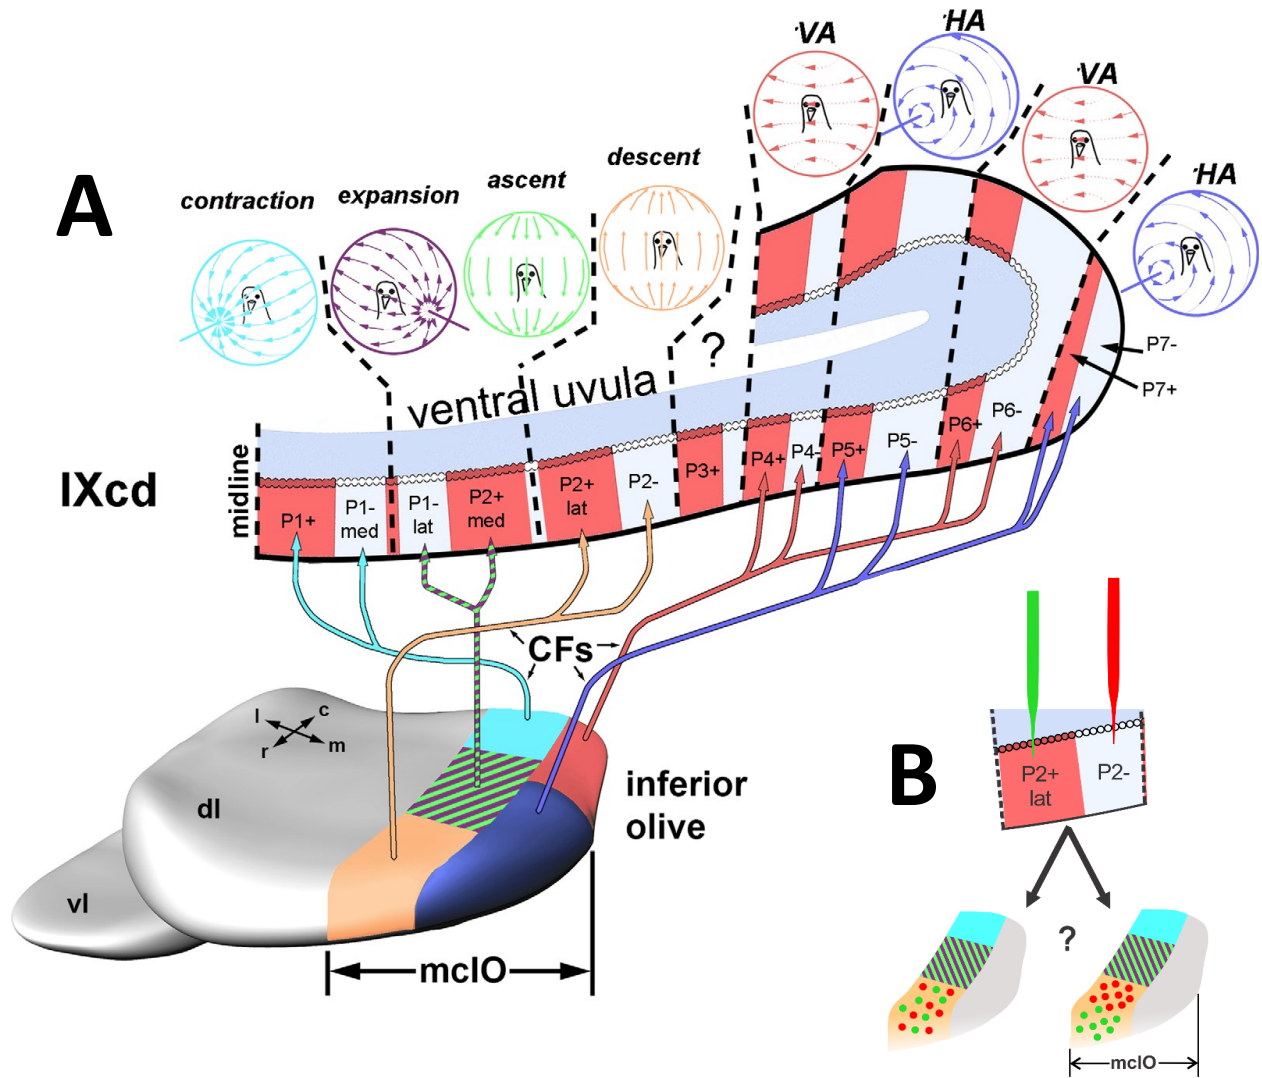 A
contraction
expansion
ascent
descent
VA
HA
VA
HA
?
ventral uvula
IXcd
midline
P1+
P1-
med
P1-
lat
P2+
med
P2+
lat
P2-
P3+
P4+
P4-
P5+
P5-
P6+
P6-
P7-
P7+
CFs
l
c
r
m
dl
vl
inferior
olive
mcIO
B
P2+
lat
P2-
?
mcIO